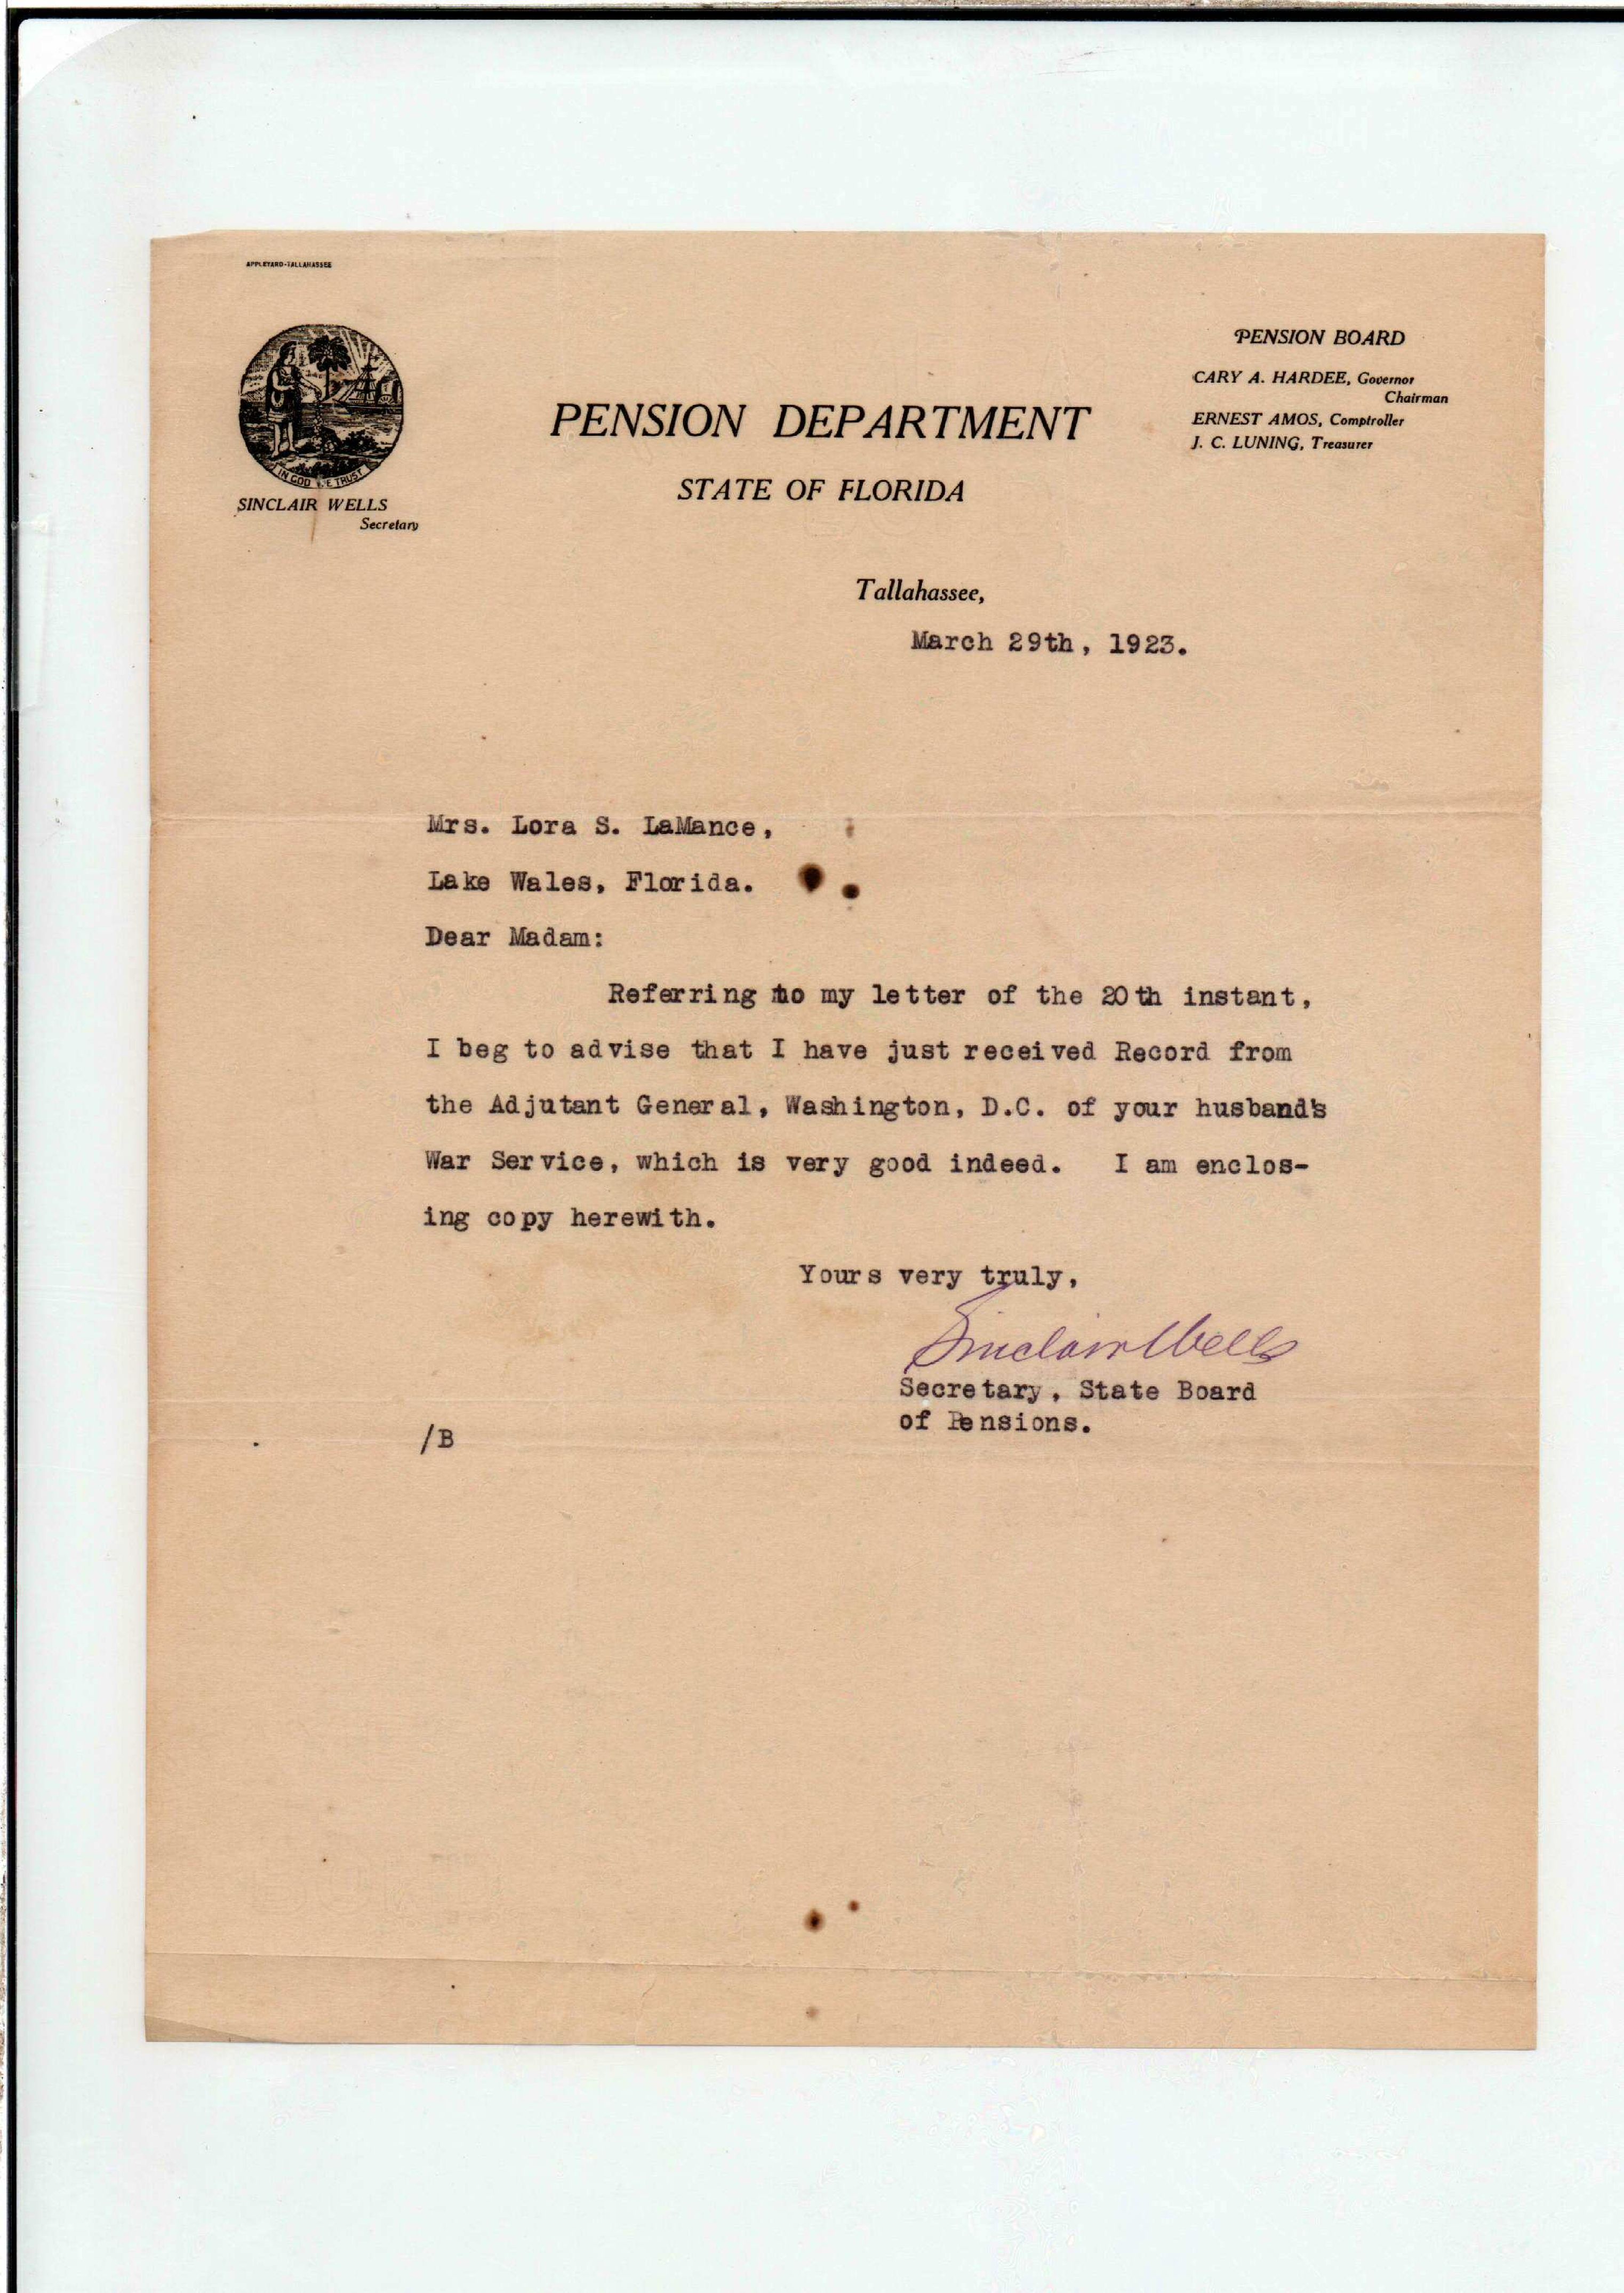 APPLEYARD-TALLAHASSEE
IN GOD WE TRUST
SINCLAIR WELLS
Secretary
PENSION DEPARTMENT
STATE OF FLORIDA
PENSION BOARD
CARY A. HARDEE, Governor
Chairman
ERNEST AMOS, Comptroller
J. C. LUNING, Treasurer
Tallahassee,
March 29th, 1923.
Mrs. Lora S. LaMance,
Lake Wales, Florida.
Dear Madam:
Referring to my letter of the 20th instant,
I beg to advise that I have just received Record from
the Adjutant General, Washington, D.C. of your husband's
War Service, which is very good indeed. I am enclos-
ing copy herewith.
Yours very truly,
Sinclair Wells
Secretary, State Board
of Pensions.
/B